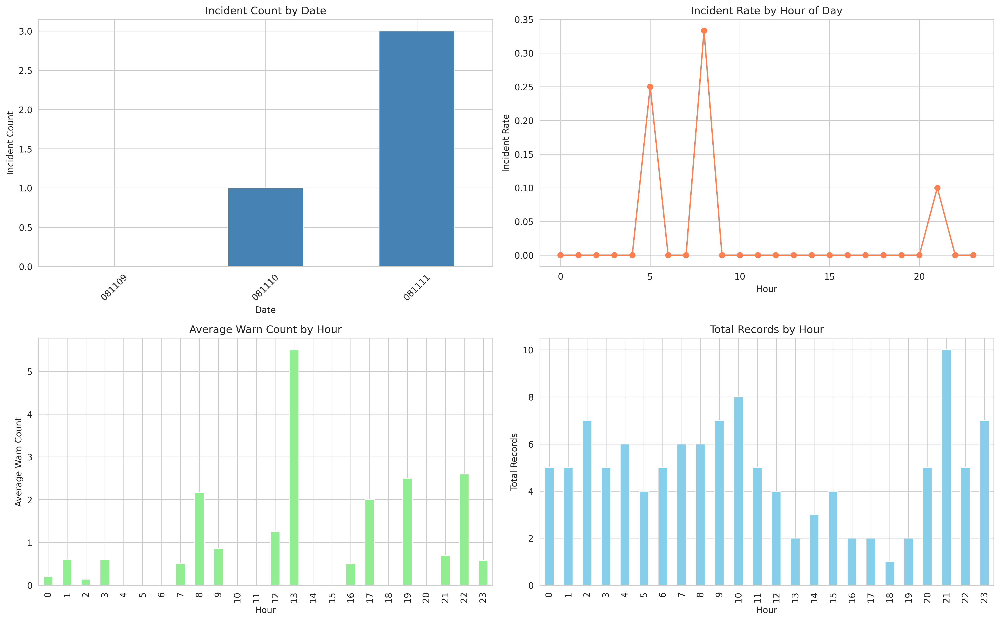 Incident Count by Date
Incident Count
3.0
2.5
2.0
1.5
1.0
0.5
0.0
081109
081110
081111
Date
Incident Rate by Hour of Day
Incident Rate
0.35
0.30
0.25
0.20
0.15
0.10
0.05
0.00
0 5 10 15 20
Hour
Average Warn Count by Hour
Average Warn Count
5
4
3
2
1
0
0 1 2 3 4 5 6 7 8 9 10 11 12 13 14 15 16 17 18 19 20 21 22 23
Hour
Total Records by Hour
Total Records
10
8
6
4
2
0
0 1 2 3 4 5 6 7 8 9 10 11 12 13 14 15 16 17 18 19 20 21 22 23
Hour